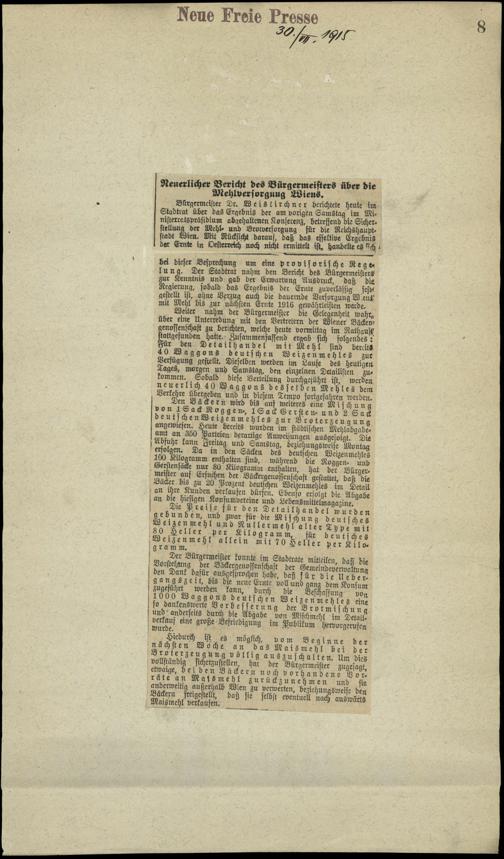 Neue Freie Presse
30./VII. 1915
8
Neuerlicher Bericht des Bürgermeisters über die
Mehlversorgung Wiens.
Bürgermeister Dr. Weiskirchner berichtete heute im
Stadtrat über das Ergebnis der am vorigen Samstag im Mi-
nisterratspräsidium abgehaltenen Konferenz, betreffend die Sicher-
stellung der Mehl- und Brotversorgung für die Reichshaupt-
stadt Wien. Mit Rücksicht darauf, daß das effektive Ergebnis
der Ernte in Oesterreich noch nicht ermittelt ist, handelte es sich
bei dieser Besprechung um eine provisorische Rege-
lung. Der Stadtrat nahm den Bericht des Bürgermeisters
zur Kenntnis und gab der Erwartung Ausdruck, daß die
Regierung, sobald das Ergebnis der Ernte zuverlässig fest-
gestellt ist, ohne Verzug auch die dauernde Versorgung Wiens
mit Mehl bis zur nächsten Ernte 1916 gewährleisten werde.
Weiter nahm der Bürgermeister die Gelegenheit wahr,
über eine Unterredung mit den Vertretern der Wiener Bäcker-
genossenschaft zu berichten, welche heute vormittag im Rathaus
stattgefunden hatte. Zusammenfassend ergab sich folgendes:
Für den Detailhandel mit Mehl sind bereits
40 Waggons deutschen Weizenmehles zur
Verfügung gestellt. Dieselben werden im Laufe des heutigen
Tages, morgen und Samstag, den einzelnen Detailisten zu-
kommen. Sobald diese Verteilung durchgeführt ist, werden
neuerlich 40 Waggons desselben Mehles dem
Verkehr übergeben und in diesem Tempo fortgefahren werden.
Den Bäckern wird bis auf weiteres eine Mischung
von 1 Sack Roggen-, 1 Sack Gersten- und 2 Sack
deutschen Weizenmehles zur Broterzeugung
angewiesen. Heute bereits wurden im städtischen Mehlabgabe-
amt an 350 Parteien derartige Anweisungen ausgefolgt. Die
Abfuhr kann Freitag und Samstag, beziehungsweise Montag
erfolgen. Da in den Säcken des deutschen Weizenmehles
100 Kilogramm enthalten sind, während die Roggen- und
Gerstensäcke nur 80 Kilogramm enthalten, hat der Bürger-
meister auf Ersuchen der Bäckergenossenschaft gestattet, daß die
Bäcker bis zu 20 Prozent deutschen Weizenmehles im Detail
an ihre Kunden verkaufen dürfen. Ebenso erfolgt die Abgabe
an die hiesigen Konsumvereine und Lebensmittelmagazine.
Die Preise für den Detailhandel wurden
gebunden, und zwar für die Mischung deutsches
Weizenmehl und Nullermehl alter Type mit
80 Heller per Kilogramm, für deutsches
Weizenmehl allein mit 70 Heller per Kilo-
gramm.
Der Bürgermeister konnte im Stadtrate mitteilen, daß die
Vorstehung der Bäckergenossenschaft der Gemeindeverwaltung
den Dank dafür ausgesprochen habe, daß für die Ueber-
gangszeit, bis die neue Ernte voll und ganz dem Konsum
zugeführt werden kann, durch die Beschaffung von
1000 Waggons deutschen Weizenmehles eine
so dankenswerte Verbesserung der Brotmischung
und anderseits durch die Abgabe von Mischmehl im Detail-
verkauf eine große Befriedigung im Publikum hervorgerufen
wurde.
Hiedurch ist es möglich, vom Beginne der
nächsten Woche an das Maismehl bei der
Broterzeugung völlig auszuschalten. Um dies
vollständig sicherzustellen, hat der Bürgermeister zugesagt,
etwaige, bei den Bäckern noch vorhandene Vor-
räte an Maismehl zurückzunehmen und sie
anderweitig außerhalb Wien zu verwerten, beziehungsweise den
Bäckern freigestellt, daß sie selbst eventuell nach auswärts
Maismehl verkaufen.